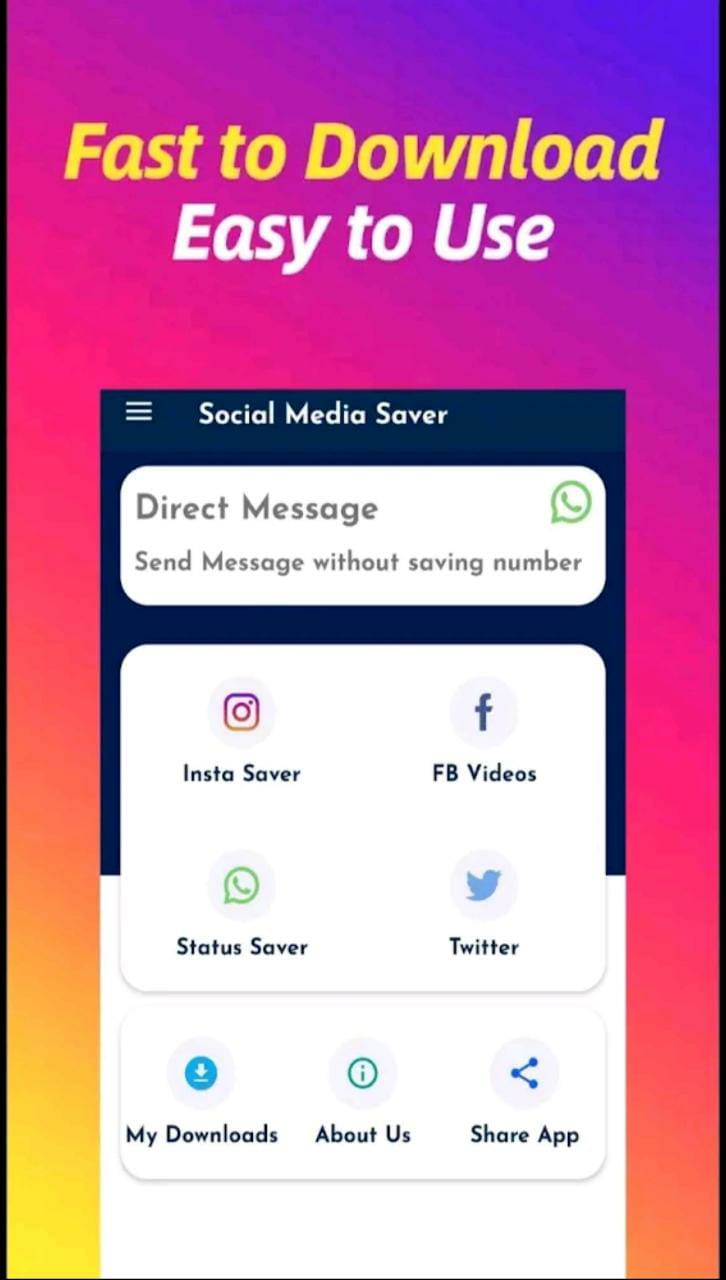 Fast to Download
Easy to Use
Social Media Saver
Direct Message
Send Message without saving number
Insta Saver
FB Videos
Status Saver
Twitter
My Downloads
About Us
Share App